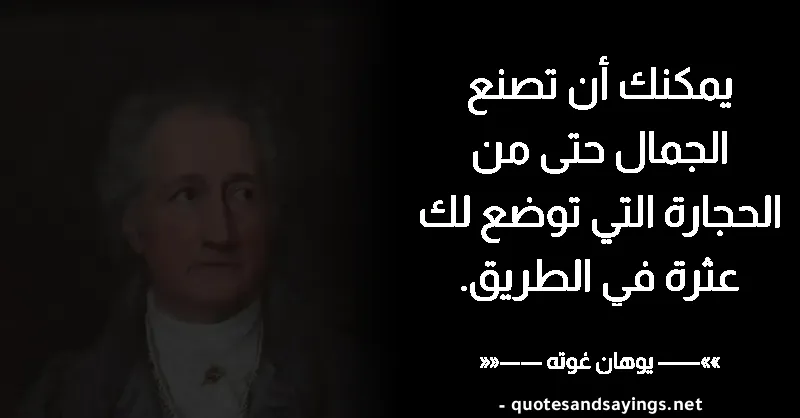 يمكنك أن تصنع
الجمال حتى من
الحجارة التي توضع لك
عثرة في الطريق.
»»—— يوهان غوته ——««
- quotesandsayings.net